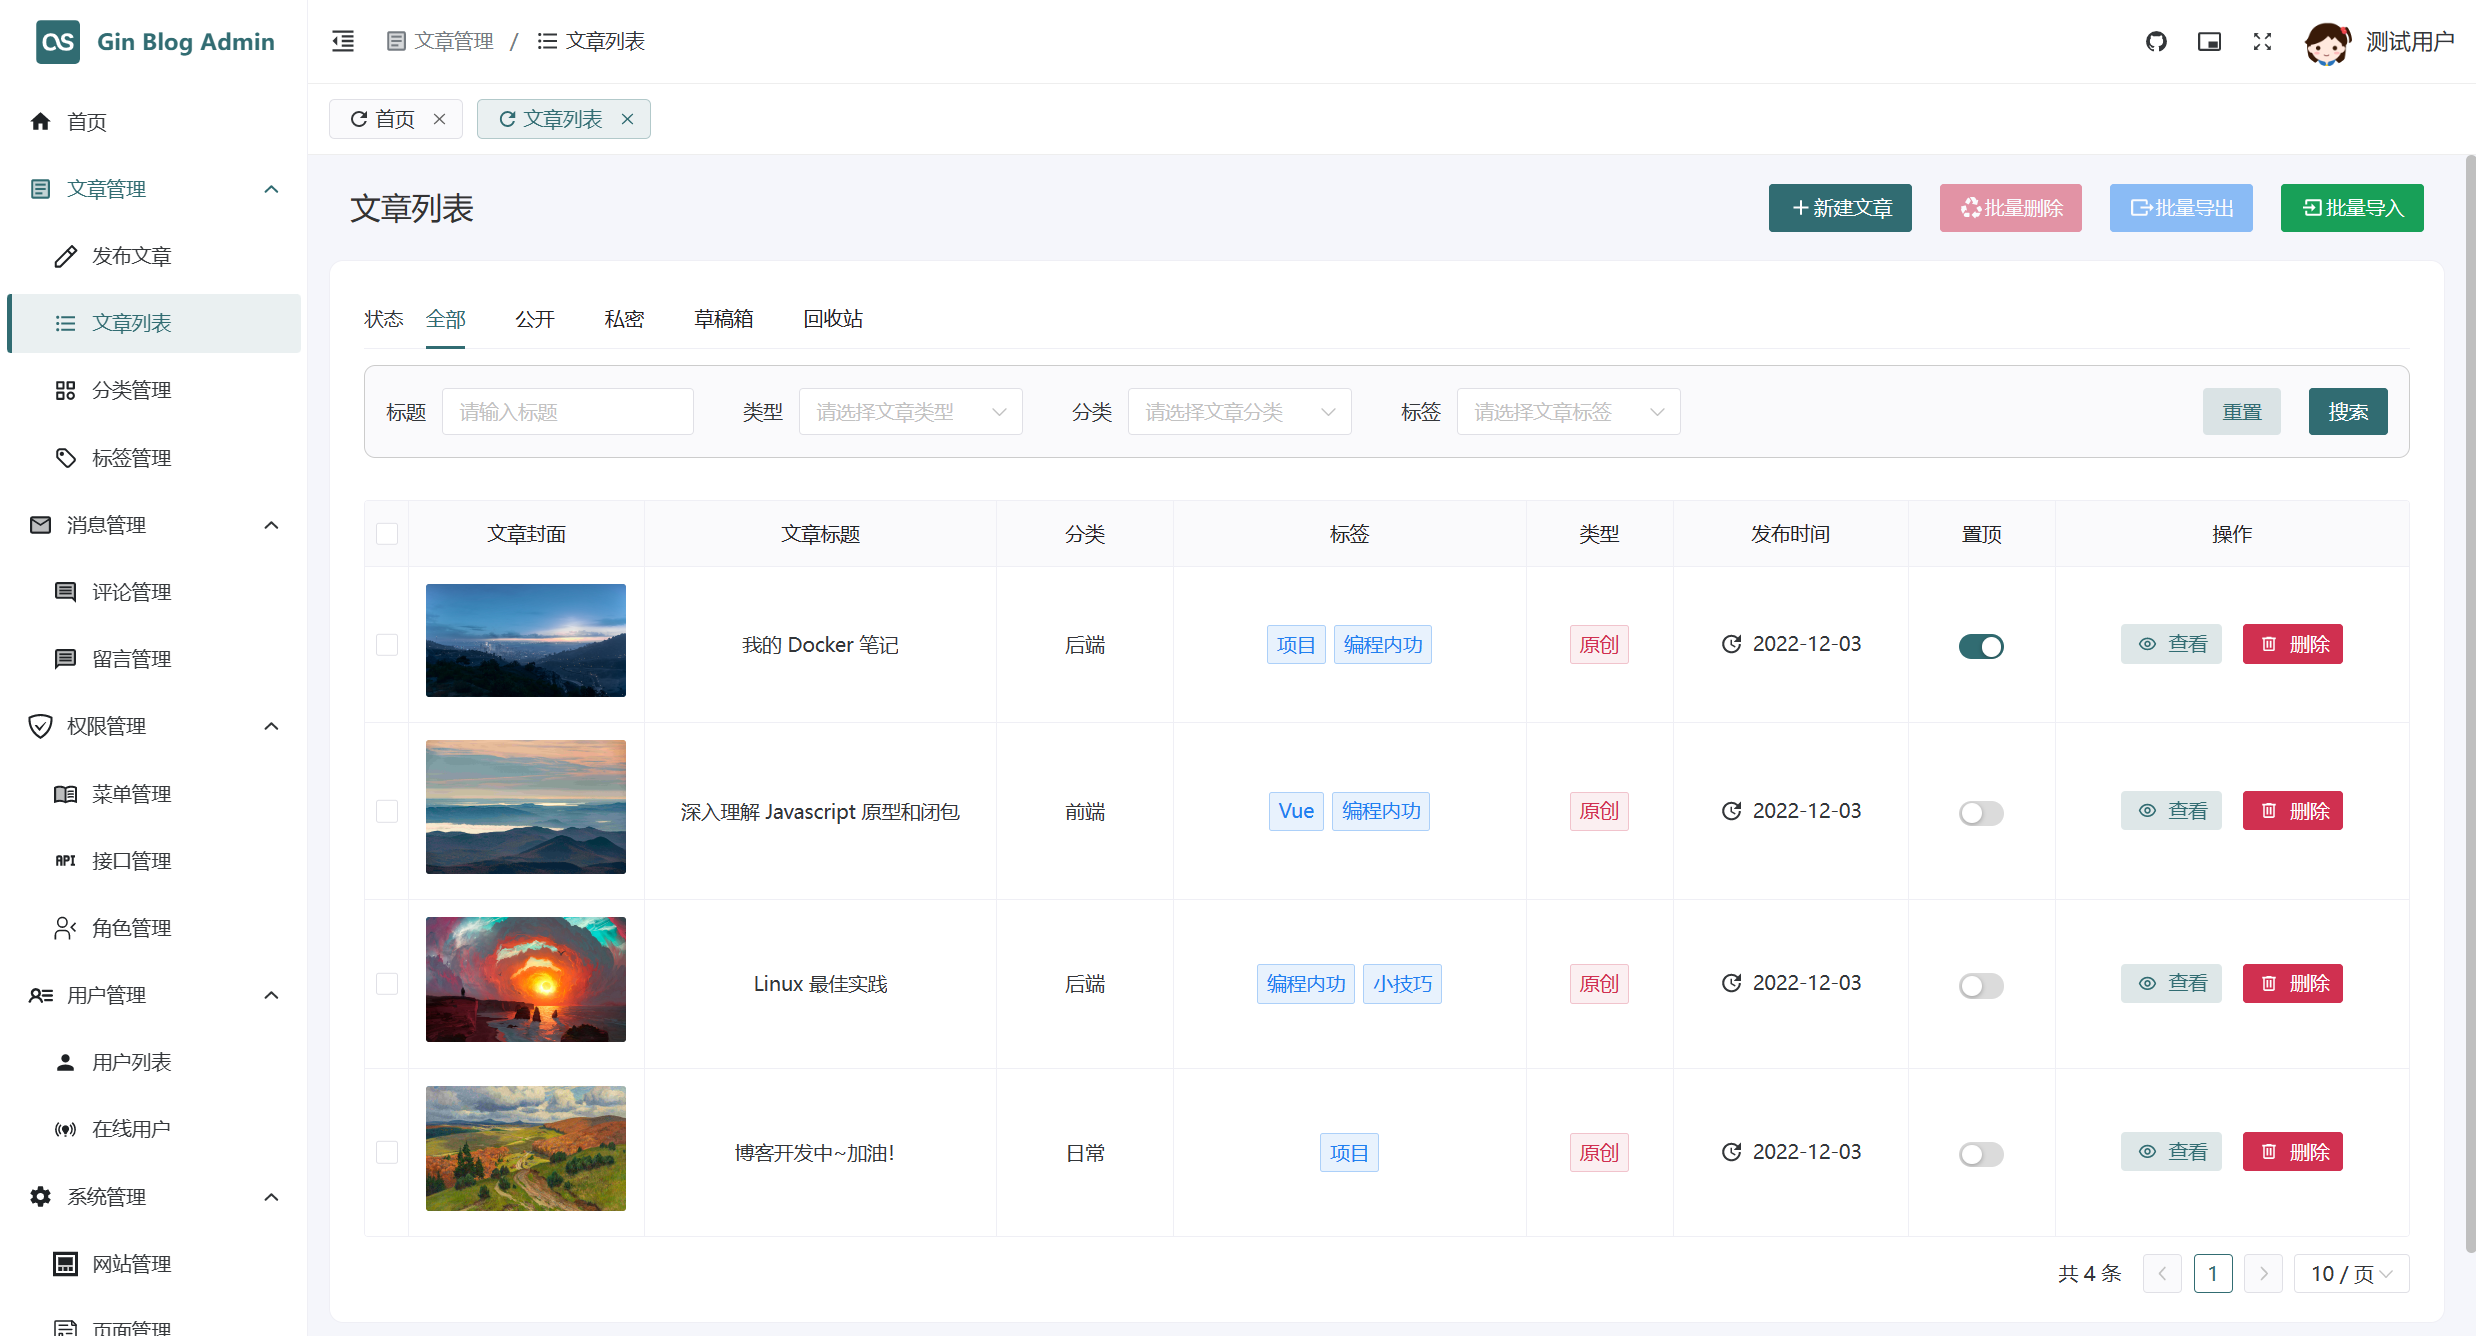 Gin Blog Admin
首页
文章管理
发布文章
文章列表
分类管理
标签管理
消息管理
评论管理
留言管理
权限管理
菜单管理
API 接口管理
角色管理
用户管理
用户列表
在线用户
系统管理
网站管理
页面管理
文章管理 / 文章列表
测试用户
首页 文章列表
文章列表
新建文章 批量删除 批量导出 批量导入
状态 全部 公开 私密 草稿箱 回收站
标题 请输入标题 类型 请选择文章类型 分类 请选择文章分类 标签 请选择文章标签 重置 搜索
文章封面 文章标题 分类 标签 类型 发布时间 置顶 操作
我的 Docker 笔记 后端 项目 编程内功 原创 2022-12-03 查看 删除
深入理解 Javascript 原型和闭包 前端 Vue 编程内功 原创 2022-12-03 查看 删除
Linux 最佳实践 后端 编程内功 小技巧 原创 2022-12-03 查看 删除
博客开发中~加油！ 日常 项目 原创 2022-12-03 查看 删除
共 4 条 1 10 / 页